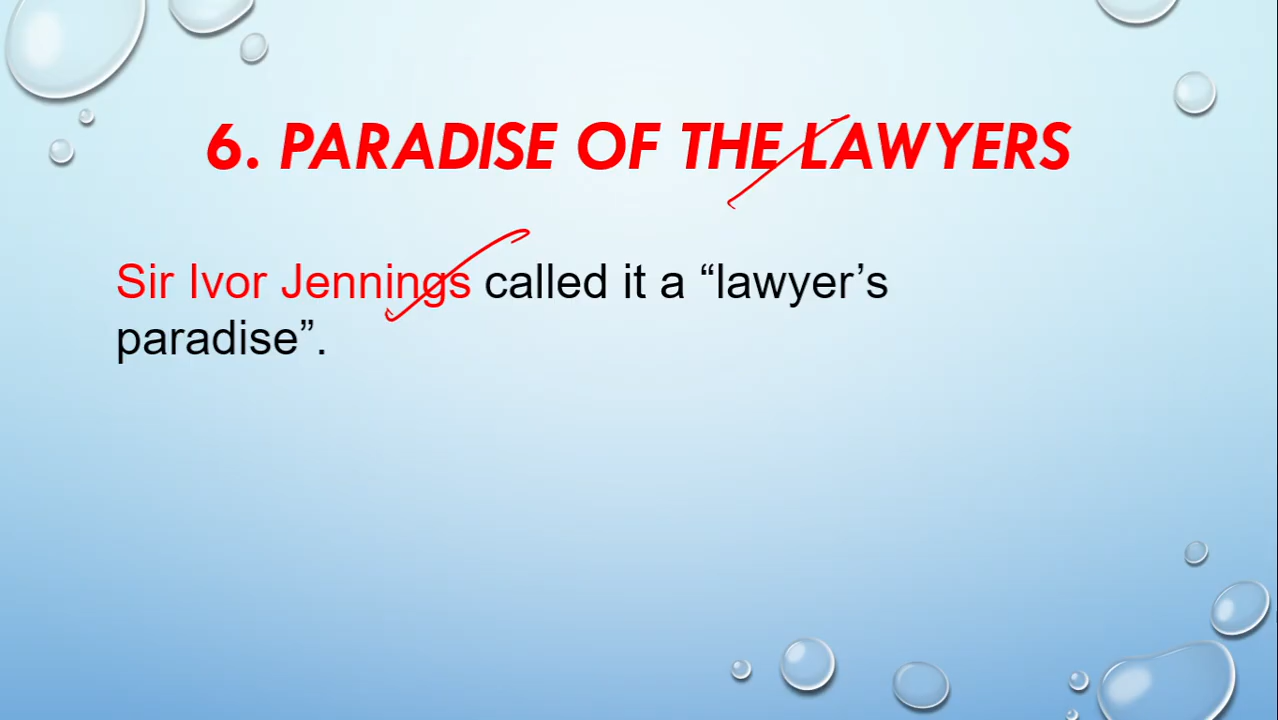 6. PARADISE OF THE LAWYERS
Sir Ivor Jennings called it a “lawyer’s
paradise”.